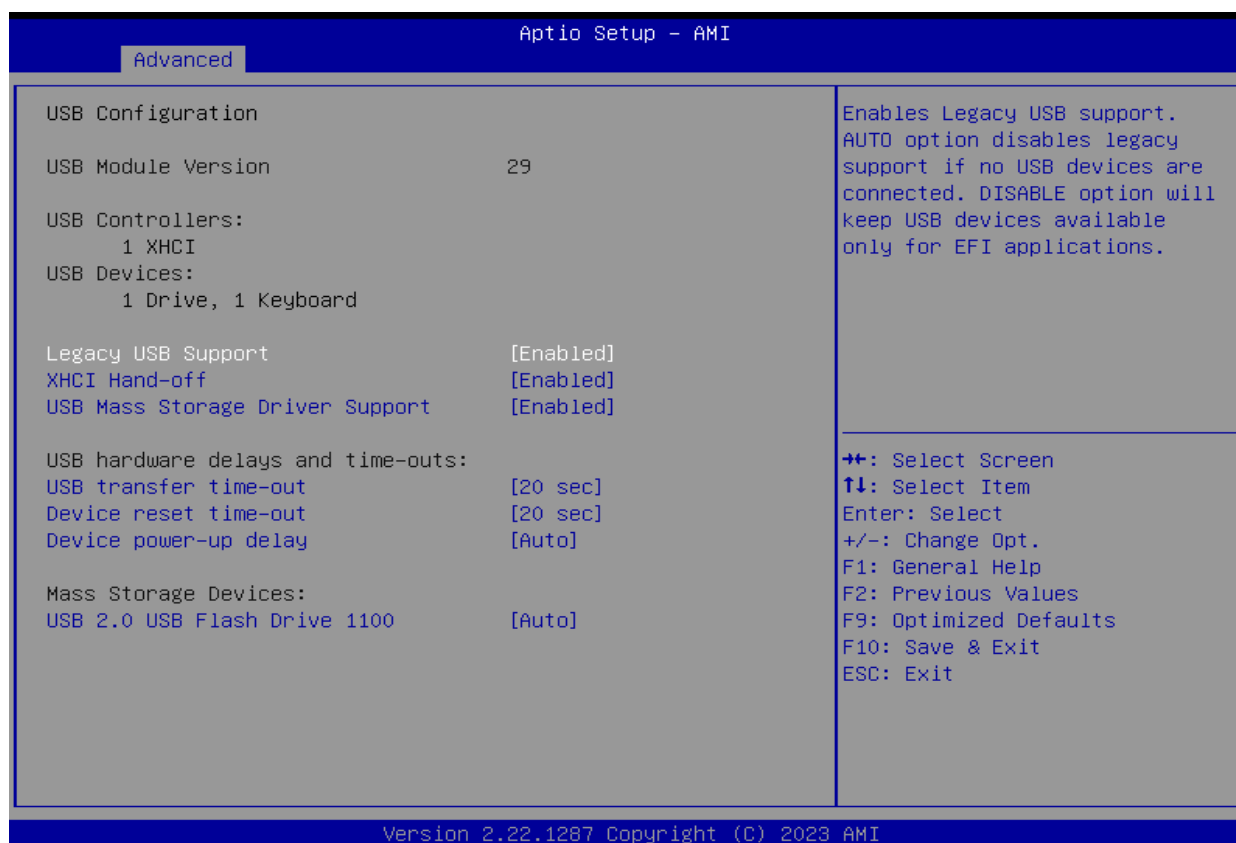 Aptio Setup – AMI
Advanced
USB Configuration
USB Module Version 29
USB Controllers:
1 XHCI
USB Devices:
1 Drive, 1 Keyboard
Legacy USB Support [Enabled]
XHCI Hand-off [Enabled]
USB Mass Storage Driver Support [Enabled]
USB hardware delays and time-outs:
USB transfer time-out [20 sec]
Device reset time-out [20 sec]
Device power-up delay [Auto]
Mass Storage Devices:
USB 2.0 USB Flash Drive 1100 [Auto]
Enables Legacy USB support.
AUTO option disables legacy
support if no USB devices are
connected. DISABLE option will
keep USB devices available
only for EFI applications.
→←: Select Screen
↑↓: Select Item
Enter: Select
+/-: Change Opt.
F1: General Help
F2: Previous Values
F9: Optimized Defaults
F10: Save & Exit
ESC: Exit
Version 2.22.1287 Copyright (C) 2023 AMI